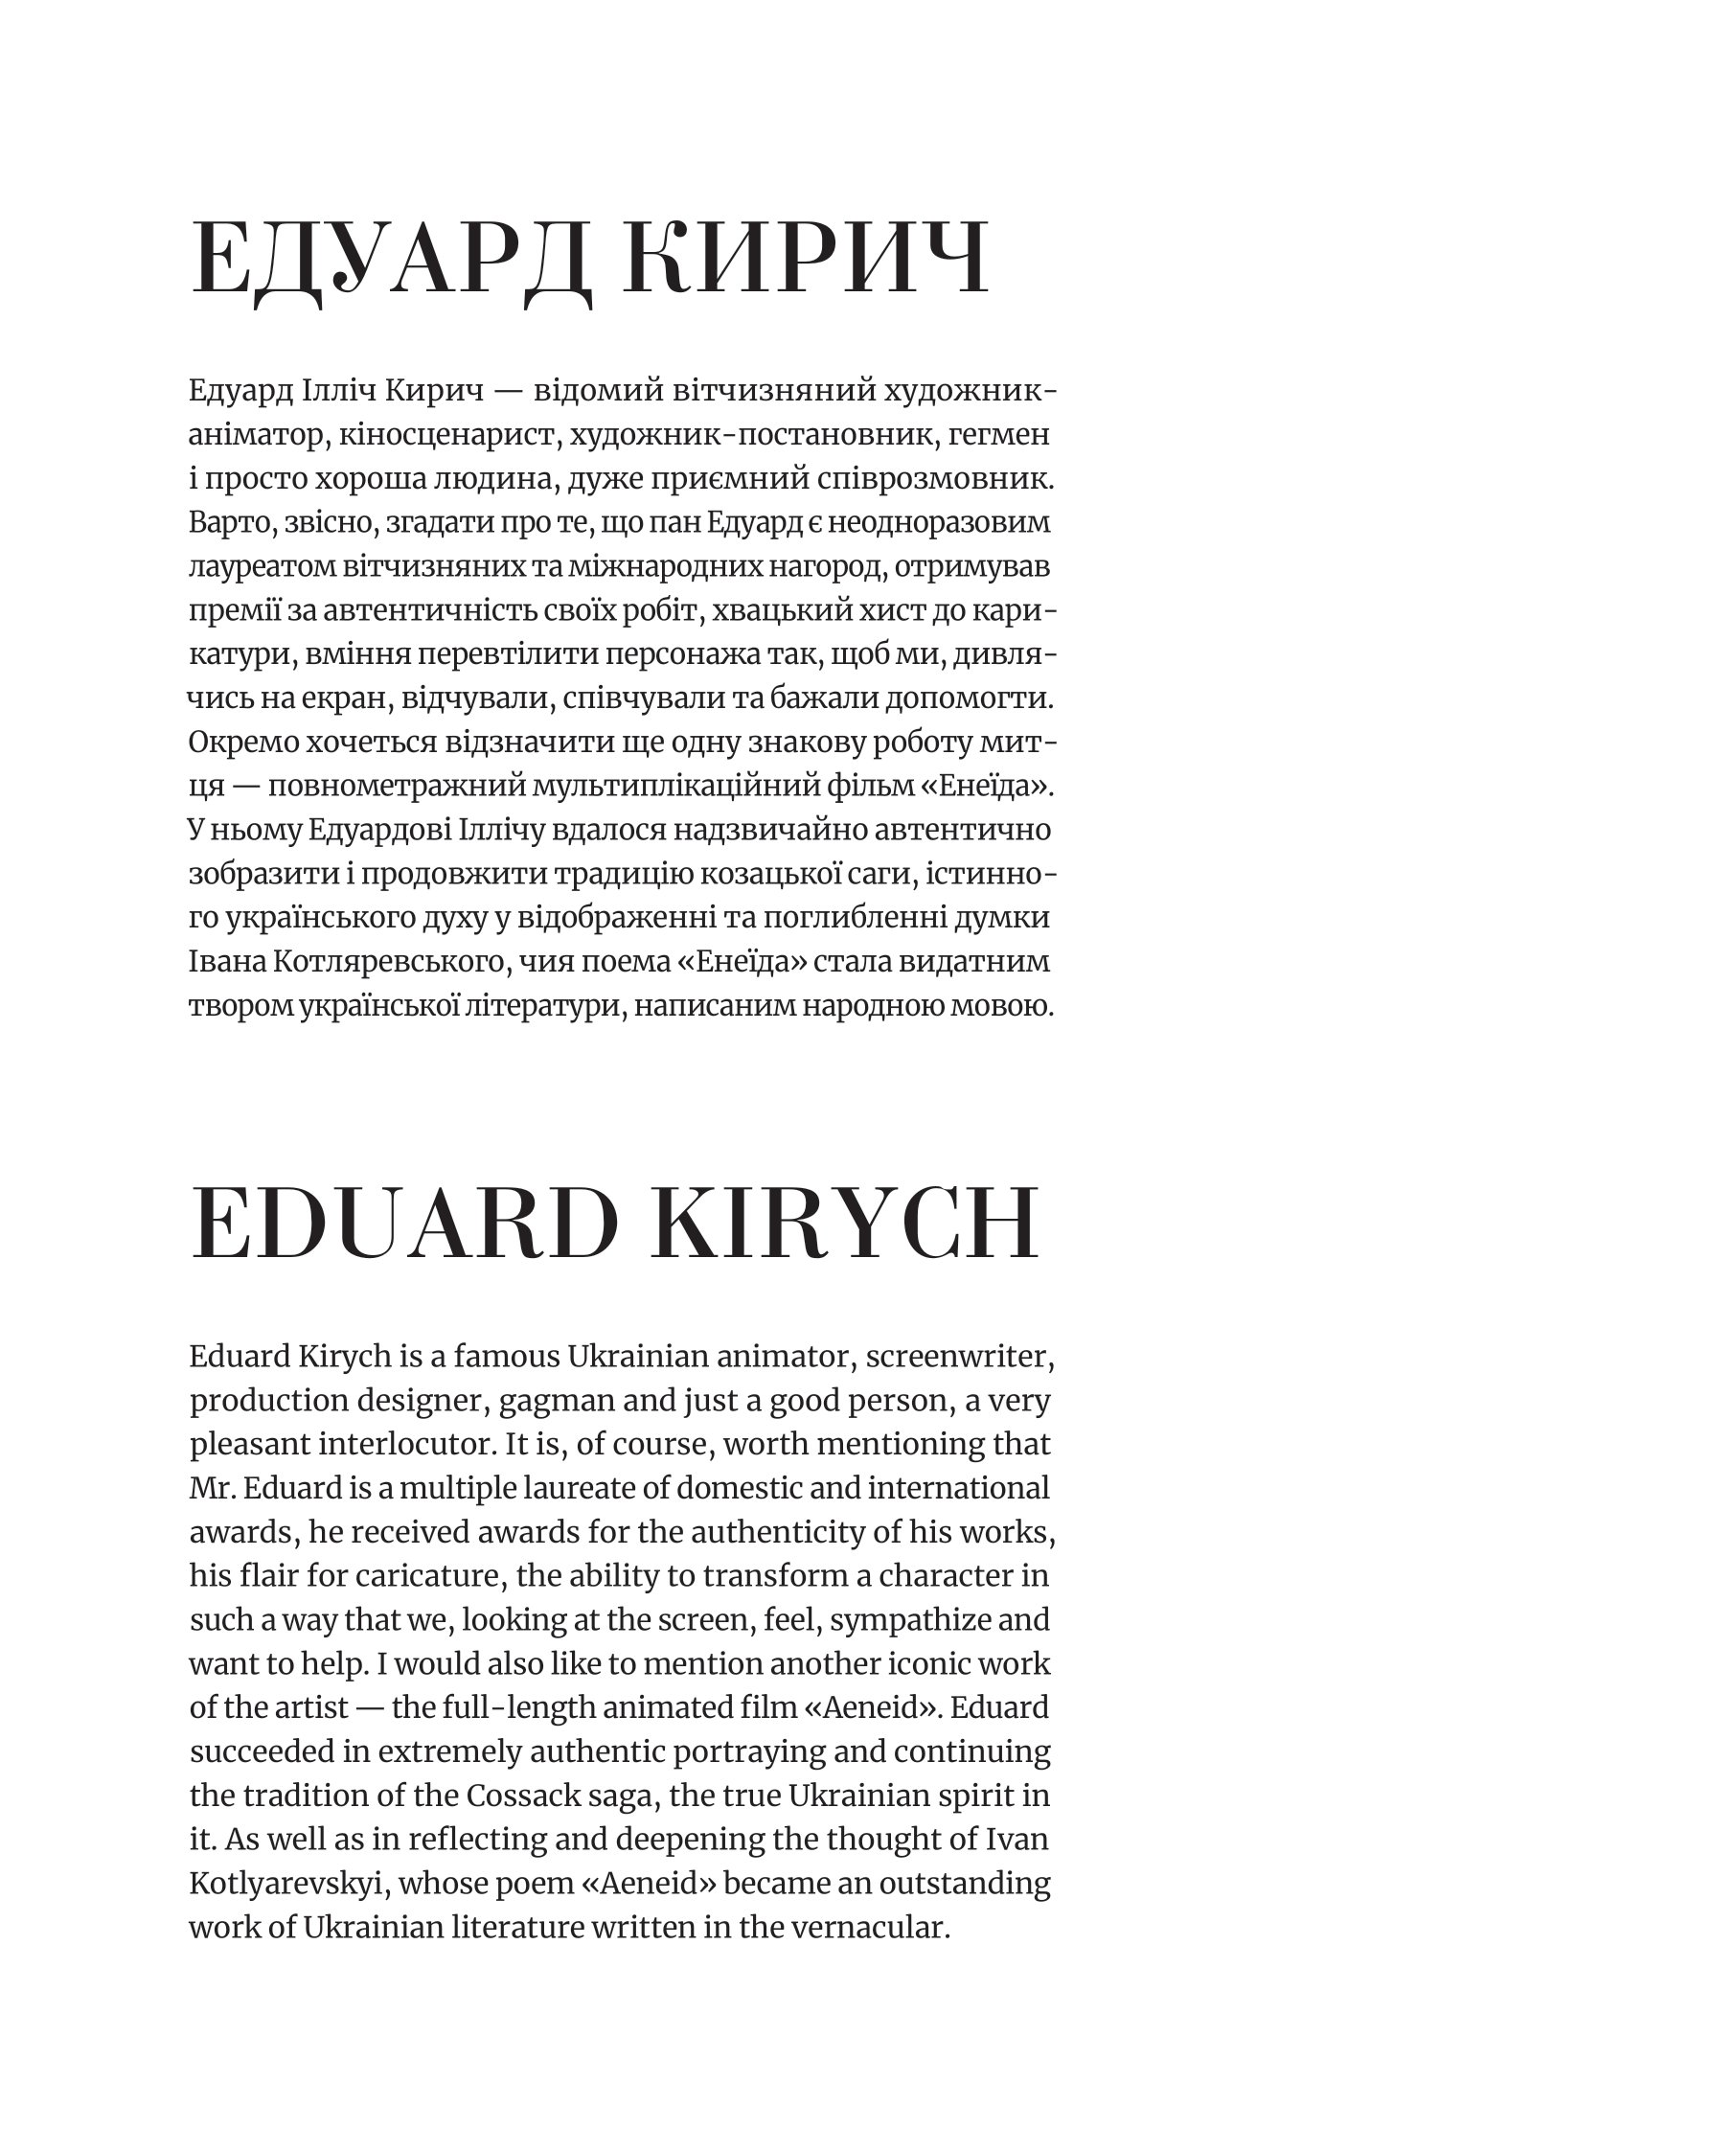 ЕДУАРД КИРИЧ
Едуард Ілліч Кирич — відомий вітчизняний художник-
аніматор, кіносценарист, художник-постановник, гегмен
і просто хороша людина, дуже приємний співрозмовник.
Варто, звісно, згадати про те, що пан Едуард є неодноразовим
лауреатом вітчизняних та міжнародних нагород, отримував
премії за автентичність своїх робіт, хвацький хист до кари-
катури, вміння перевтілити персонажа так, щоб ми, дивля-
чись на екран, відчували, співчували та бажали допомогти.
Окремо хочеться відзначити ще одну знакову роботу мит-
ця — повнометражний мультиплікаційний фільм «Енеїда».
У ньому Едуардові Іллічу вдалося надзвичайно автентично
зобразити і продовжити традицію козацької саги, істинно-
го українського духу у відображенні та поглибленні думки
Івана Котляревського, чия поема «Енеїда» стала видатним
твором української літератури, написаним народною мовою.
EDUARD KIRYCH
Eduard Kirych is a famous Ukrainian animator, screenwriter,
production designer, gagman and just a good person, a very
pleasant interlocutor. It is, of course, worth mentioning that
Mr. Eduard is a multiple laureate of domestic and international
awards, he received awards for the authenticity of his works,
his flair for caricature, the ability to transform a character in
such a way that we, looking at the screen, feel, sympathize and
want to help. I would also like to mention another iconic work
of the artist — the full-length animated film «Aeneid». Eduard
succeeded in extremely authentic portraying and continuing
the tradition of the Cossack saga, the true Ukrainian spirit in
it. As well as in reflecting and deepening the thought of Ivan
Kotlyarevskyi, whose poem «Aeneid» became an outstanding
work of Ukrainian literature written in the vernacular.